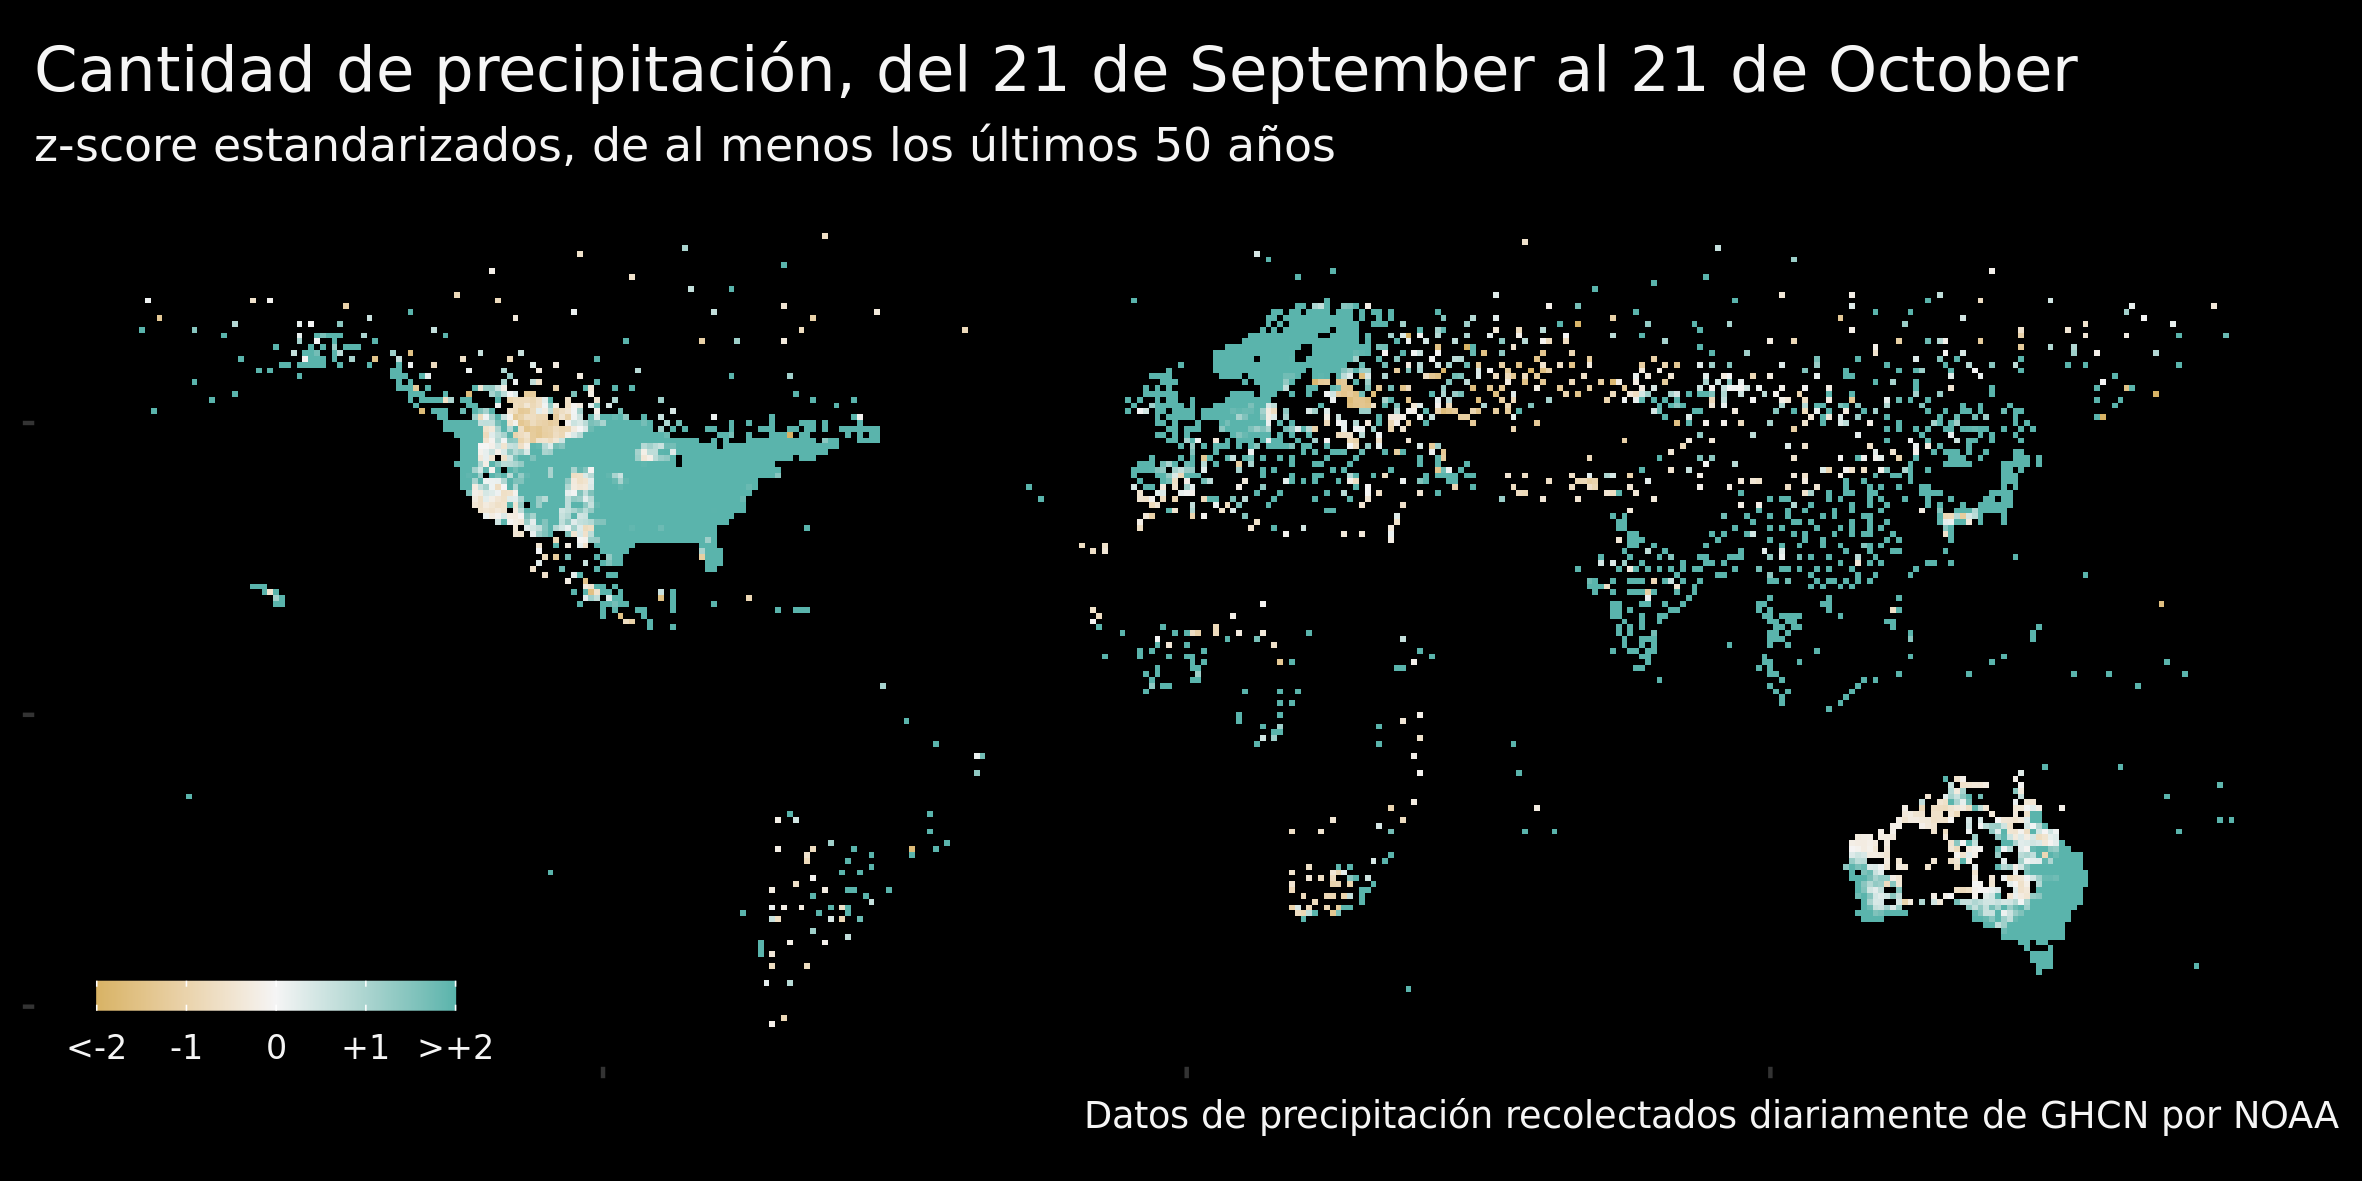 Cantidad de precipitación, del 21 de September al 21 de October
z-score estandarizados, de al menos los últimos 50 años
<-2 -1 0 +1 >+2
Datos de precipitación recolectados diariamente de GHCN por NOAA